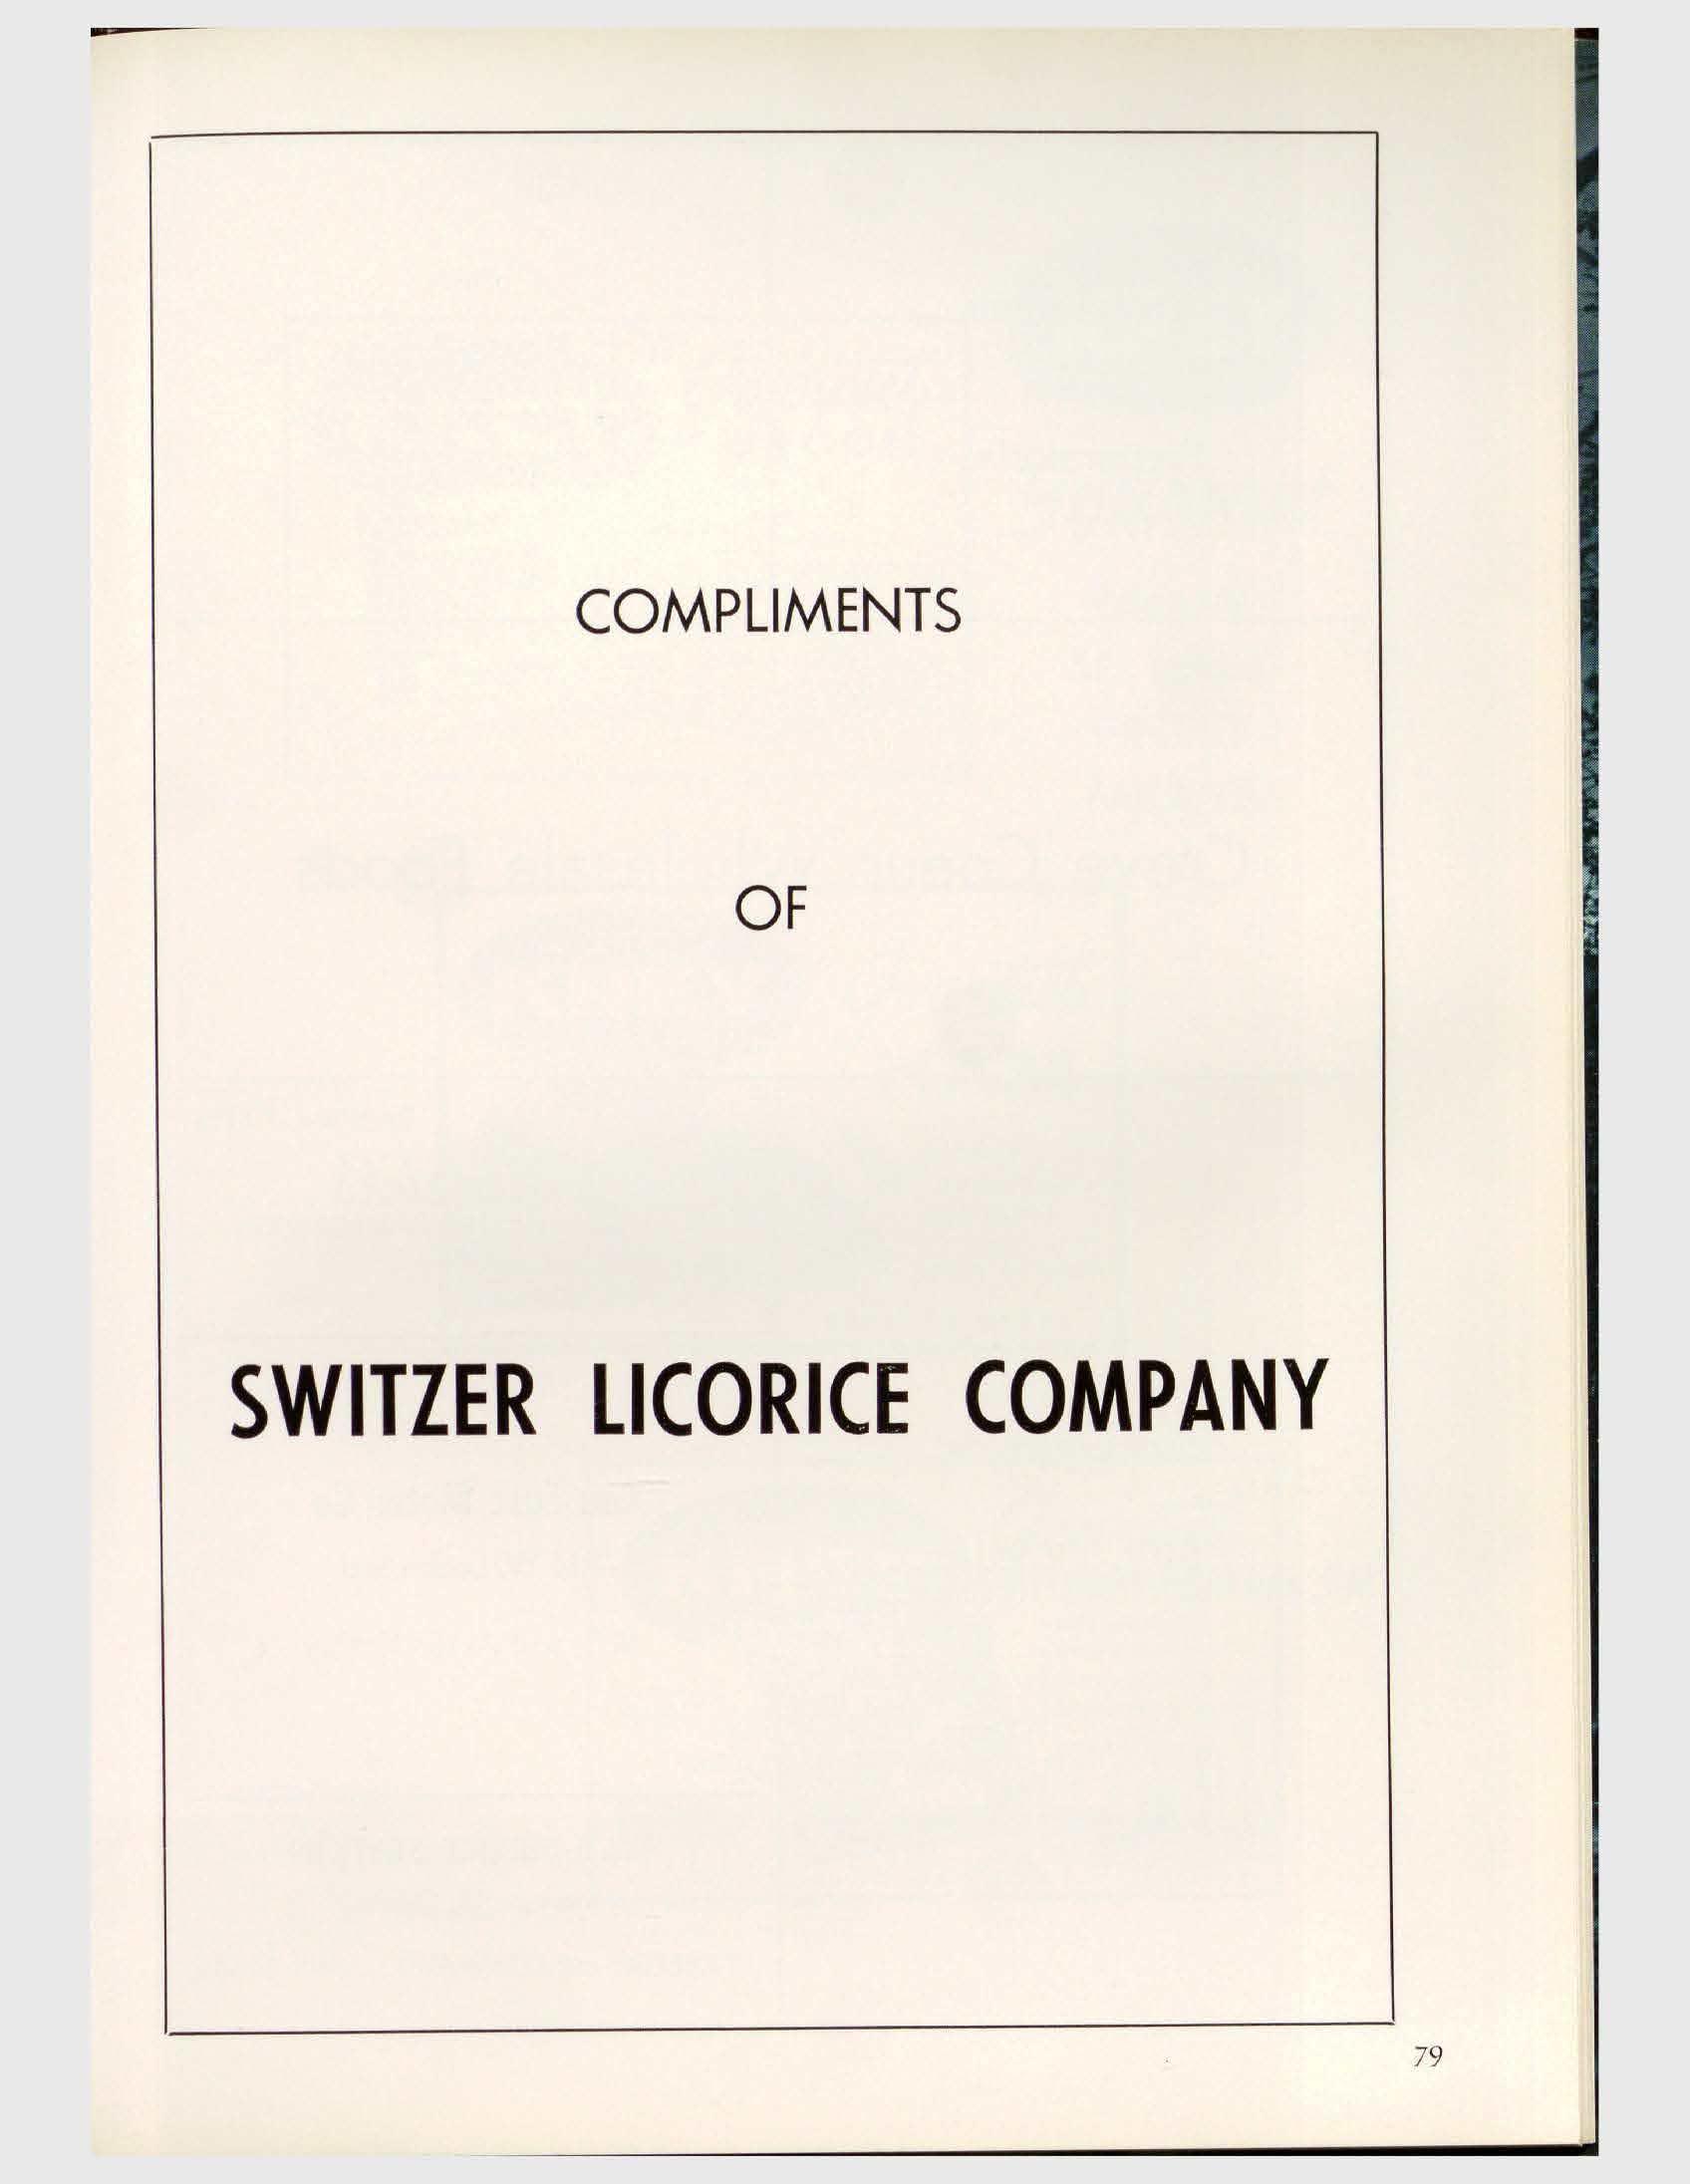 COMPLIMENTS
OF
SWITZER LICORICE COMPANY
79